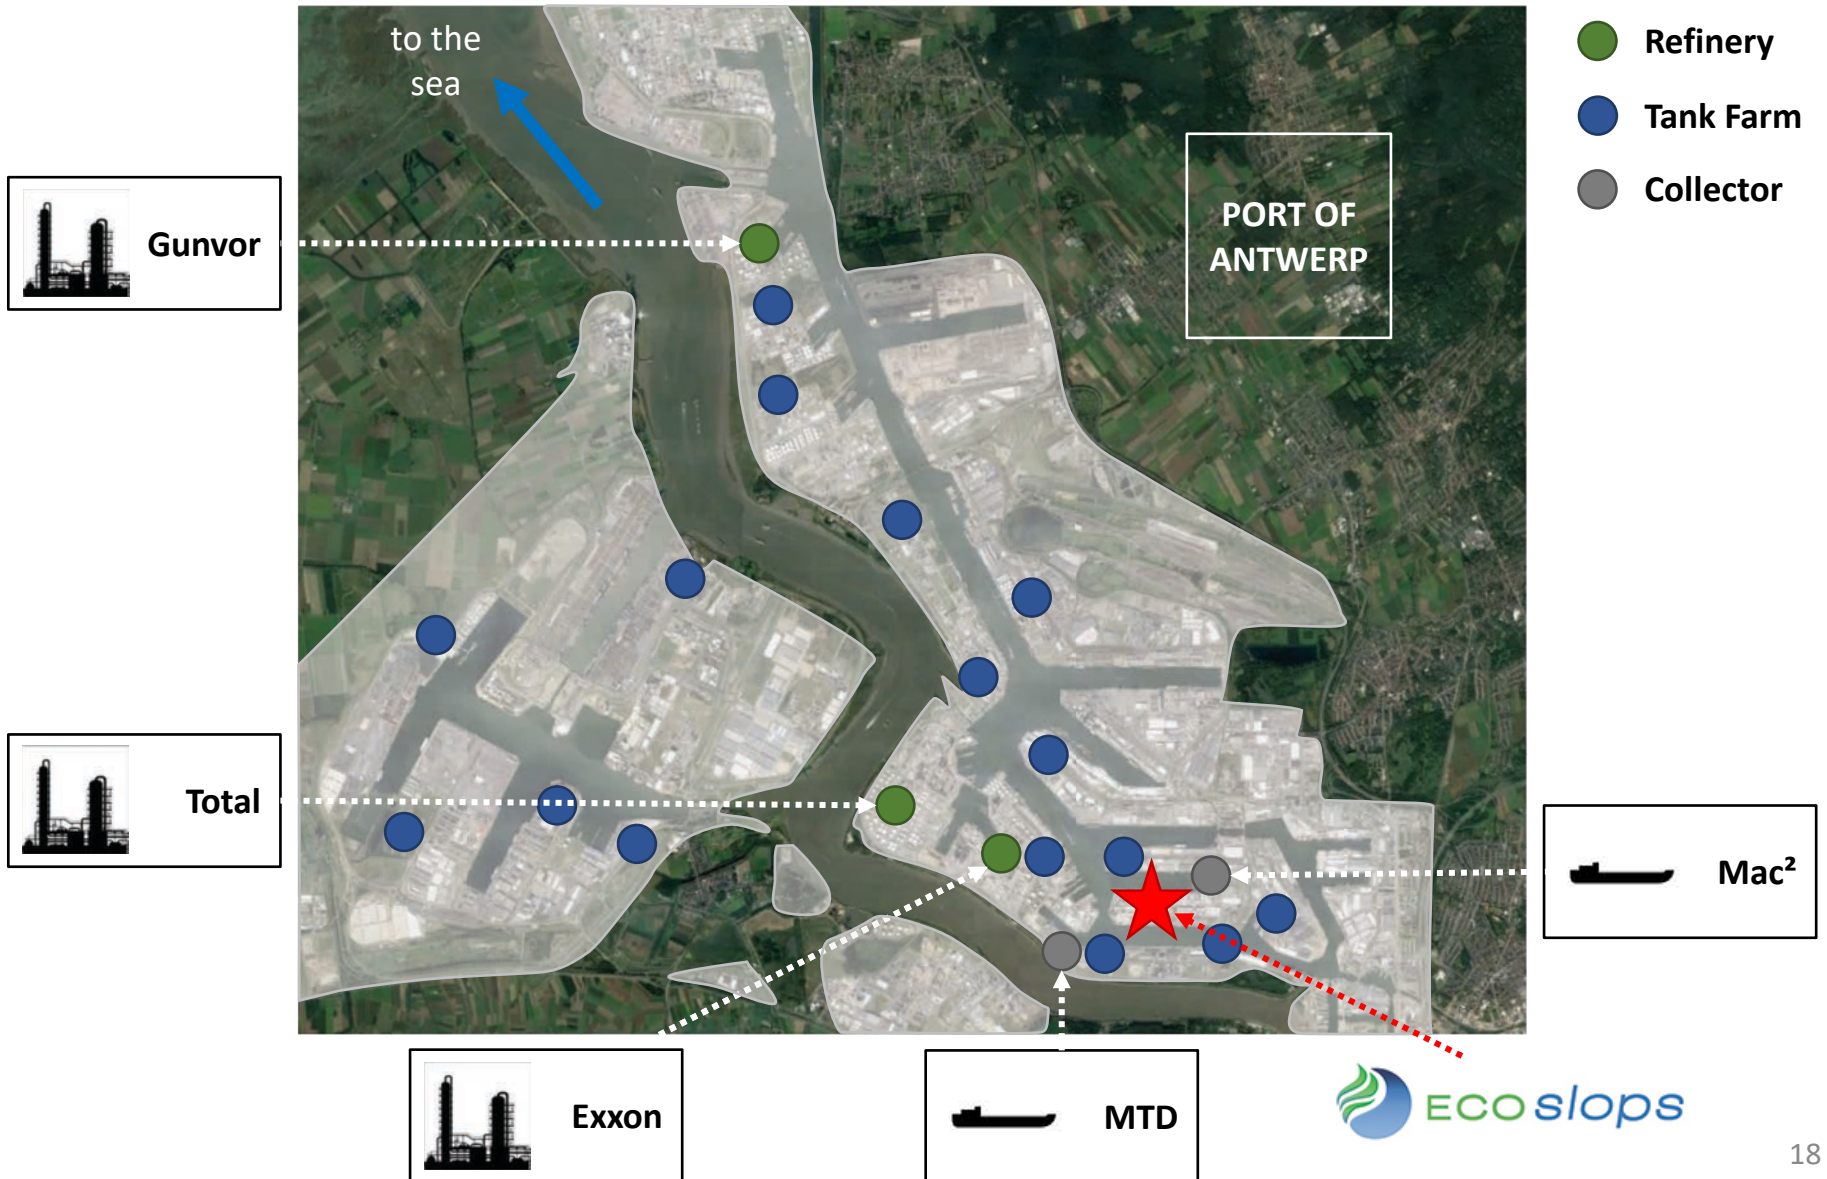 to the
sea
Refinery
Tank Farm
Collector
PORT OF
ANTWERP
Gunvor
Total
Mac²
Exxon
MTD
ECOslops
18